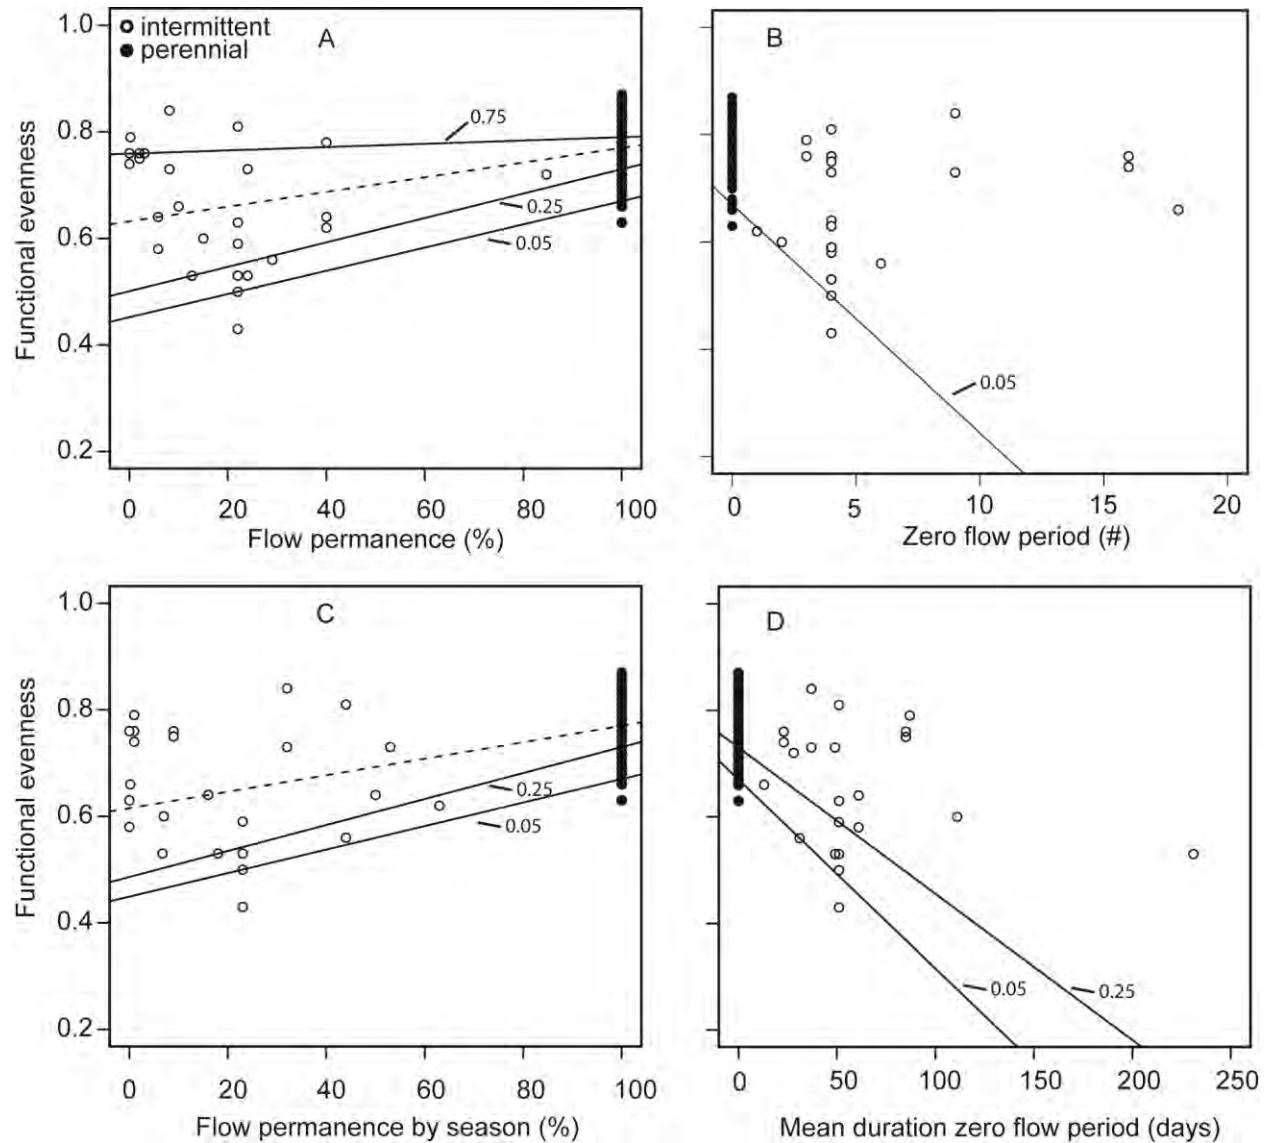 intermittent
perennial
A
B
1.0
0.8
0.6
0.4
0.2
Functional evenness
0.75
0.25
0.05
0.05
0 20 40 60 80 100
0 5 10 15 20
Flow permanence (%)
Zero flow period (#)
C
D
1.0
0.8
0.6
0.4
0.2
Functional evenness
0.25
0.05
0.05
0.25
0 20 40 60 80 100
0 50 100 150 200 250
Flow permanence by season (%)
Mean duration zero flow period (days)